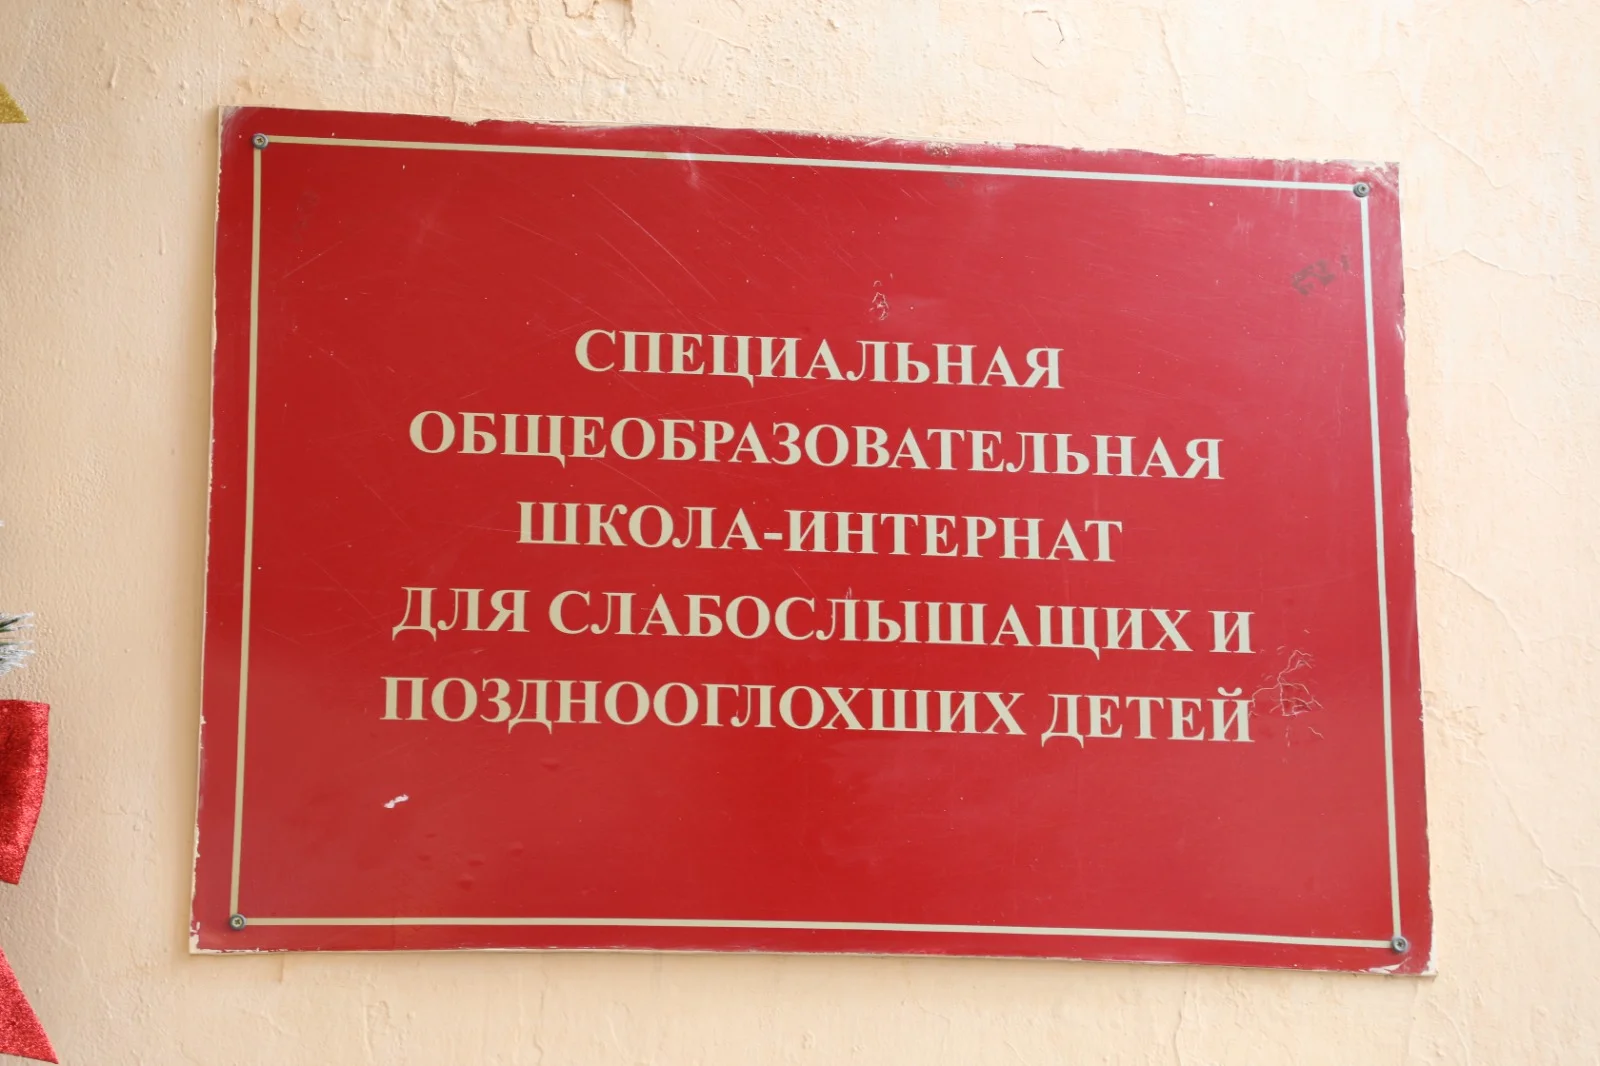 СПЕЦИАЛЬНАЯ
ОБЩЕОБРАЗОВАТЕЛЬНАЯ
ШКОЛА-ИНТЕРНАТ
ДЛЯ СЛАБОСЛЫШАЩИХ И
ПОЗДНООГЛОХШИХ ДЕТЕЙ